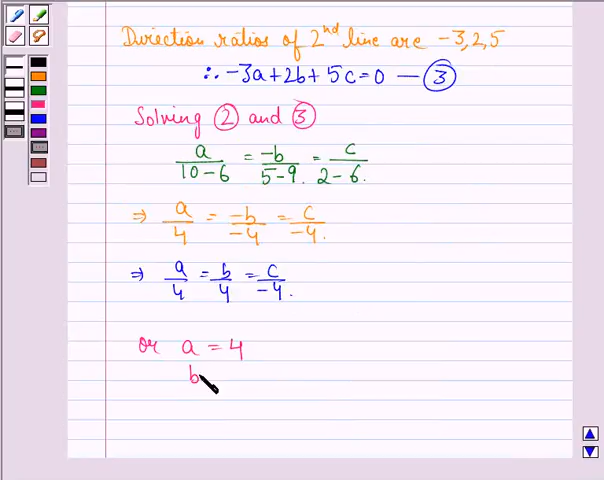 Direction ratios of 2nd line are -3,2,5
∴ -3a+2b+5c=0 — ③
Solving ② and ③
a/10-6 = -b/5-9 = c/2-6.
⇒ a/4 = -b/-4 = c/-4.
⇒ a/4 = b/4 = c/-4.
or a = 4
b